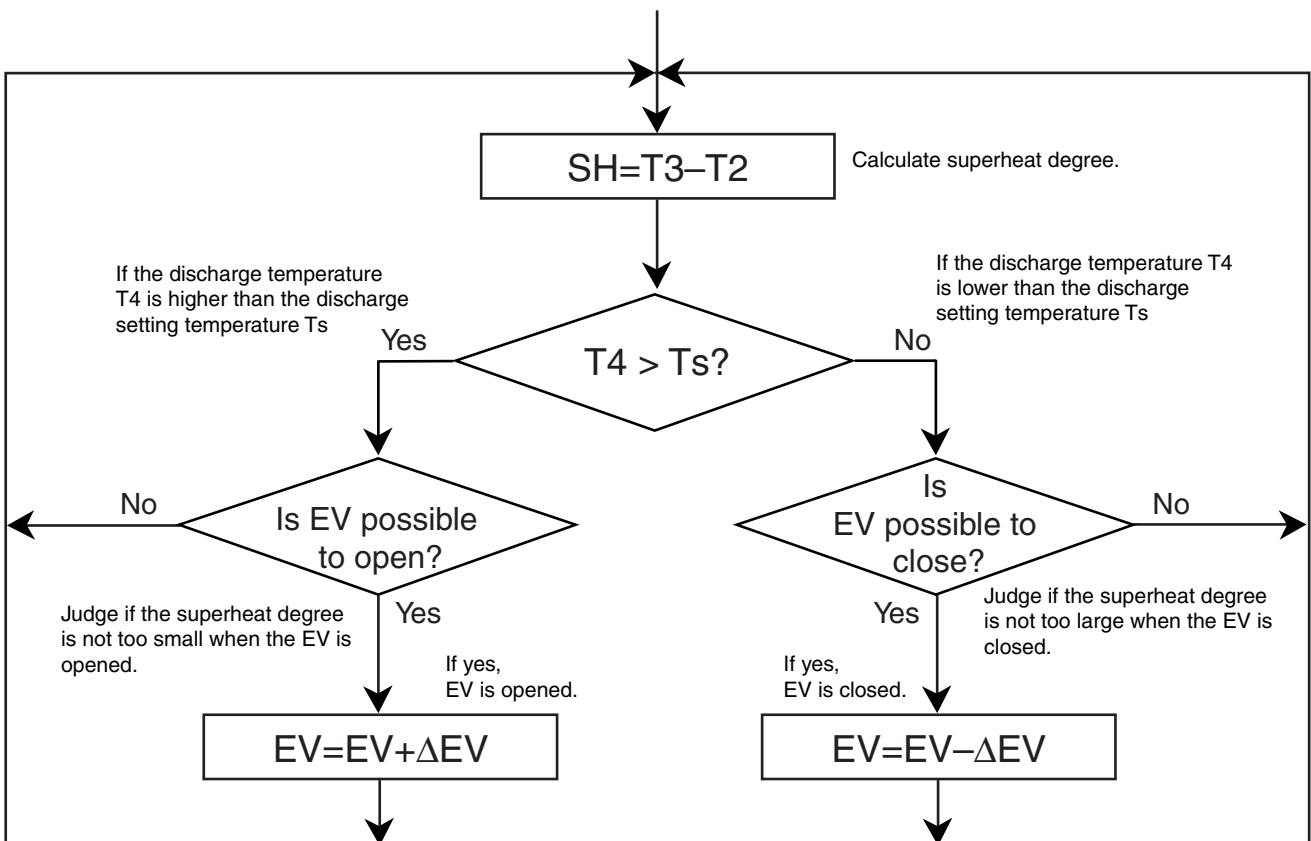 SH=T3–T2
Calculate superheat degree.
If the discharge temperature
T4 is higher than the discharge
setting temperature Ts
If the discharge temperature T4
is lower than the discharge
setting temperature Ts
Yes
No
T4 > Ts?
No
Is EV possible
to open?
Is
EV possible to
close?
No
Judge if the superheat degree
is not too small when the EV is
opened.
Yes
Yes
Judge if the superheat degree
is not too large when the EV is
closed.
If yes,
EV is opened.
If yes,
EV is closed.
EV=EV+ΔEV
EV=EV–ΔEV